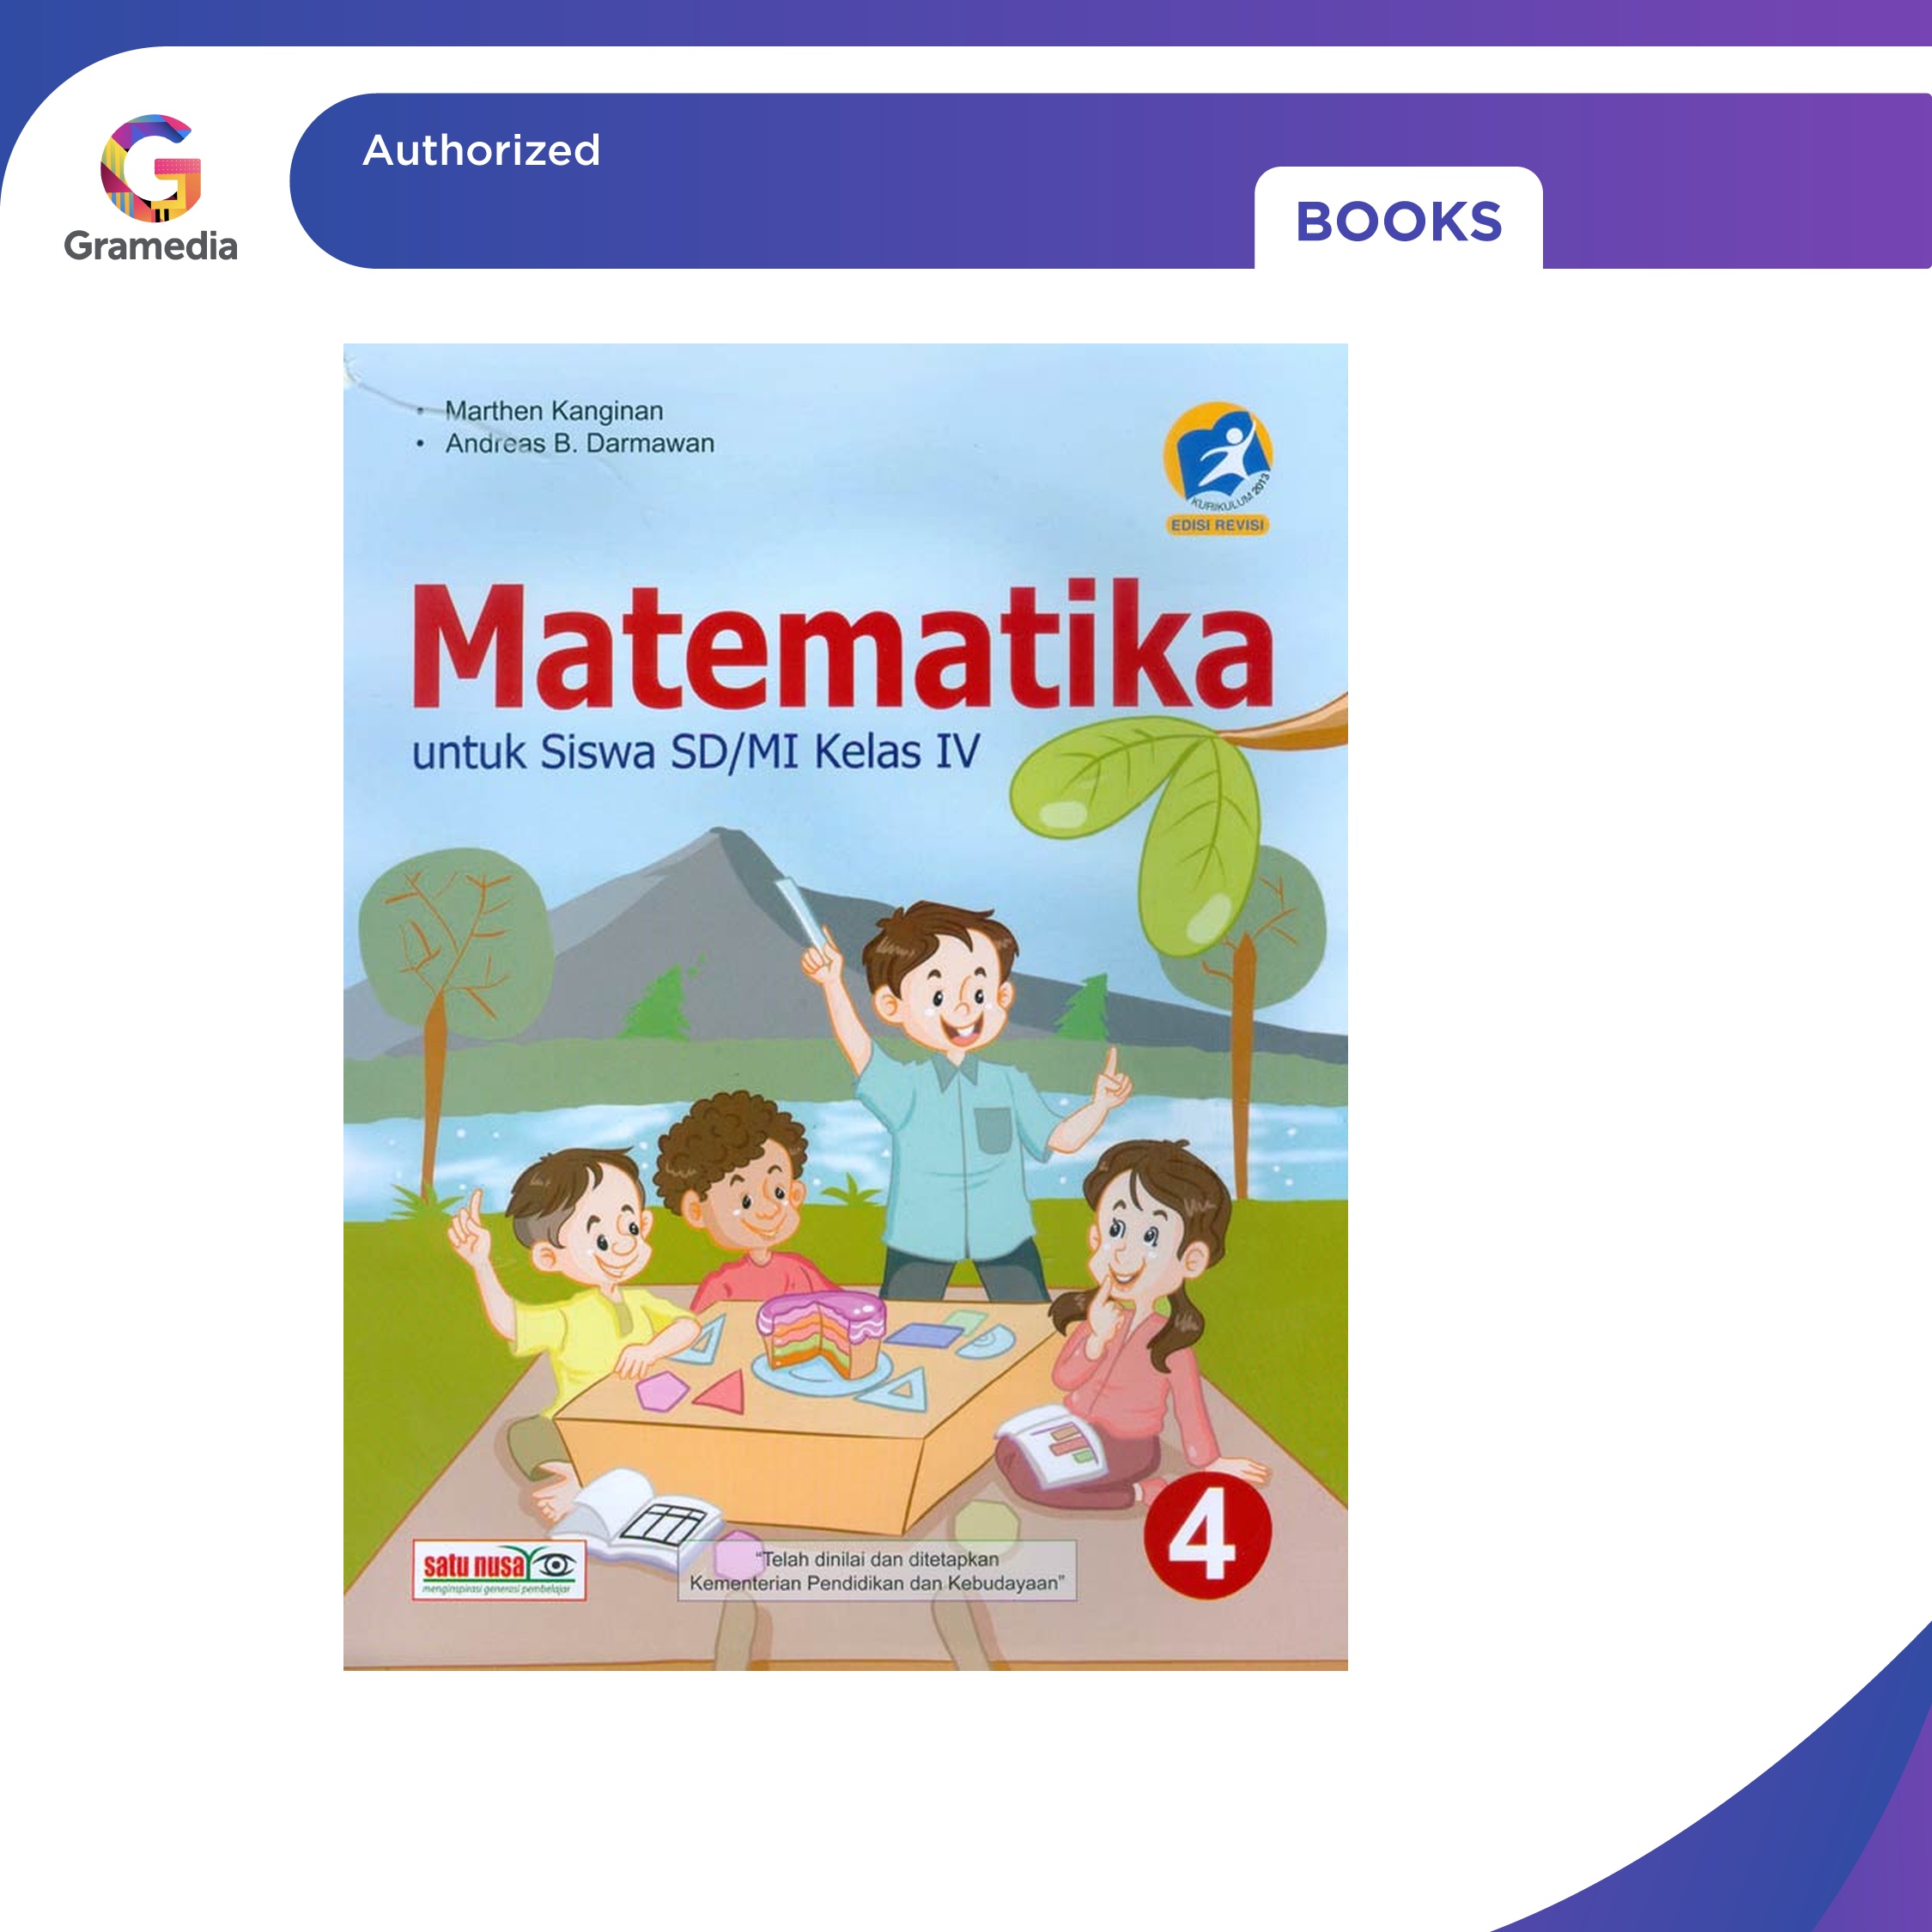 Gramedia
Authorized
BOOKS
• Marthen Kanginan
• Andreas B. Darmawan
KURIKULUM 2013
EDISI REVISI
Matematika
untuk Siswa SD/MI Kelas IV
4
satu nusa
menginspirasi generasi pembelajar
"Telah dinilai dan ditetapkan
Kementerian Pendidikan dan Kebudayaan"